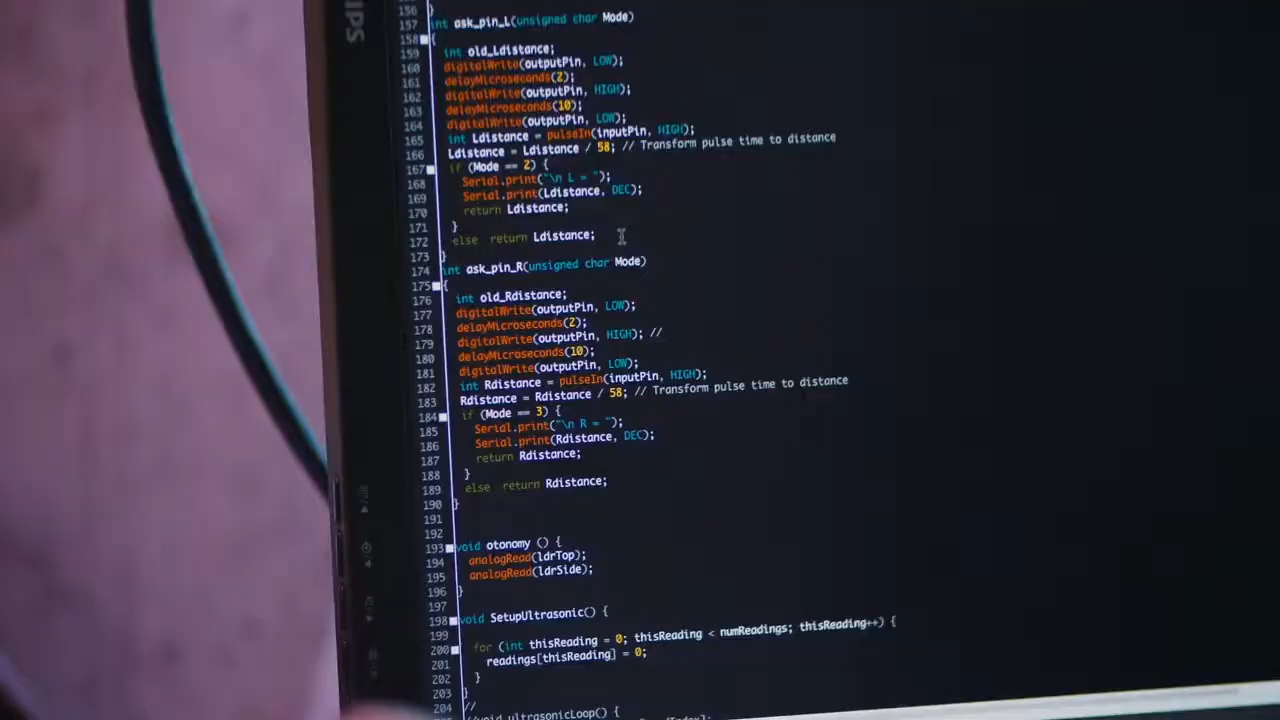 IPS
156 }
157 int ask_pin_L(unsigned char Mode)
158 {
159 int old_Ldistance;
160 digitalWrite(outputPin, LOW);
161 delayMicroseconds(2);
162 digitalWrite(outputPin, HIGH);
163 delayMicroseconds(10);
164 digitalWrite(outputPin, LOW);
165 int Ldistance = pulseIn(inputPin, HIGH);
166 Ldistance = Ldistance / 58; // Transform pulse time to distance
167 if (Mode == 2) {
168 Serial.print("\n L = ");
169 Serial.print(Ldistance, DEC);
170 return Ldistance;
171 }
172 else return Ldistance;
173 }
174 int ask_pin_R(unsigned char Mode)
175 {
176 int old_Rdistance;
177 digitalWrite(outputPin, LOW);
178 delayMicroseconds(2);
179 digitalWrite(outputPin, HIGH); //
180 delayMicroseconds(10);
181 digitalWrite(outputPin, LOW);
182 int Rdistance = pulseIn(inputPin, HIGH);
183 Rdistance = Rdistance / 58; // Transform pulse time to distance
184 if (Mode == 3) {
185 Serial.print("\n R = ");
186 Serial.print(Rdistance, DEC);
187 return Rdistance;
188 }
189 else return Rdistance;
190 }
191
192
193 void otonomy () {
194 analogRead(ldrTop);
195 analogRead(ldrSide);
196 }
197
198 void SetupUltrasonic() {
199
200 for (int thisReading = 0; thisReading < numReadings; thisReading++) {
201 readings[thisReading] = 0;
202 }
203 }
204 //
//void ultrasonicLoop() {